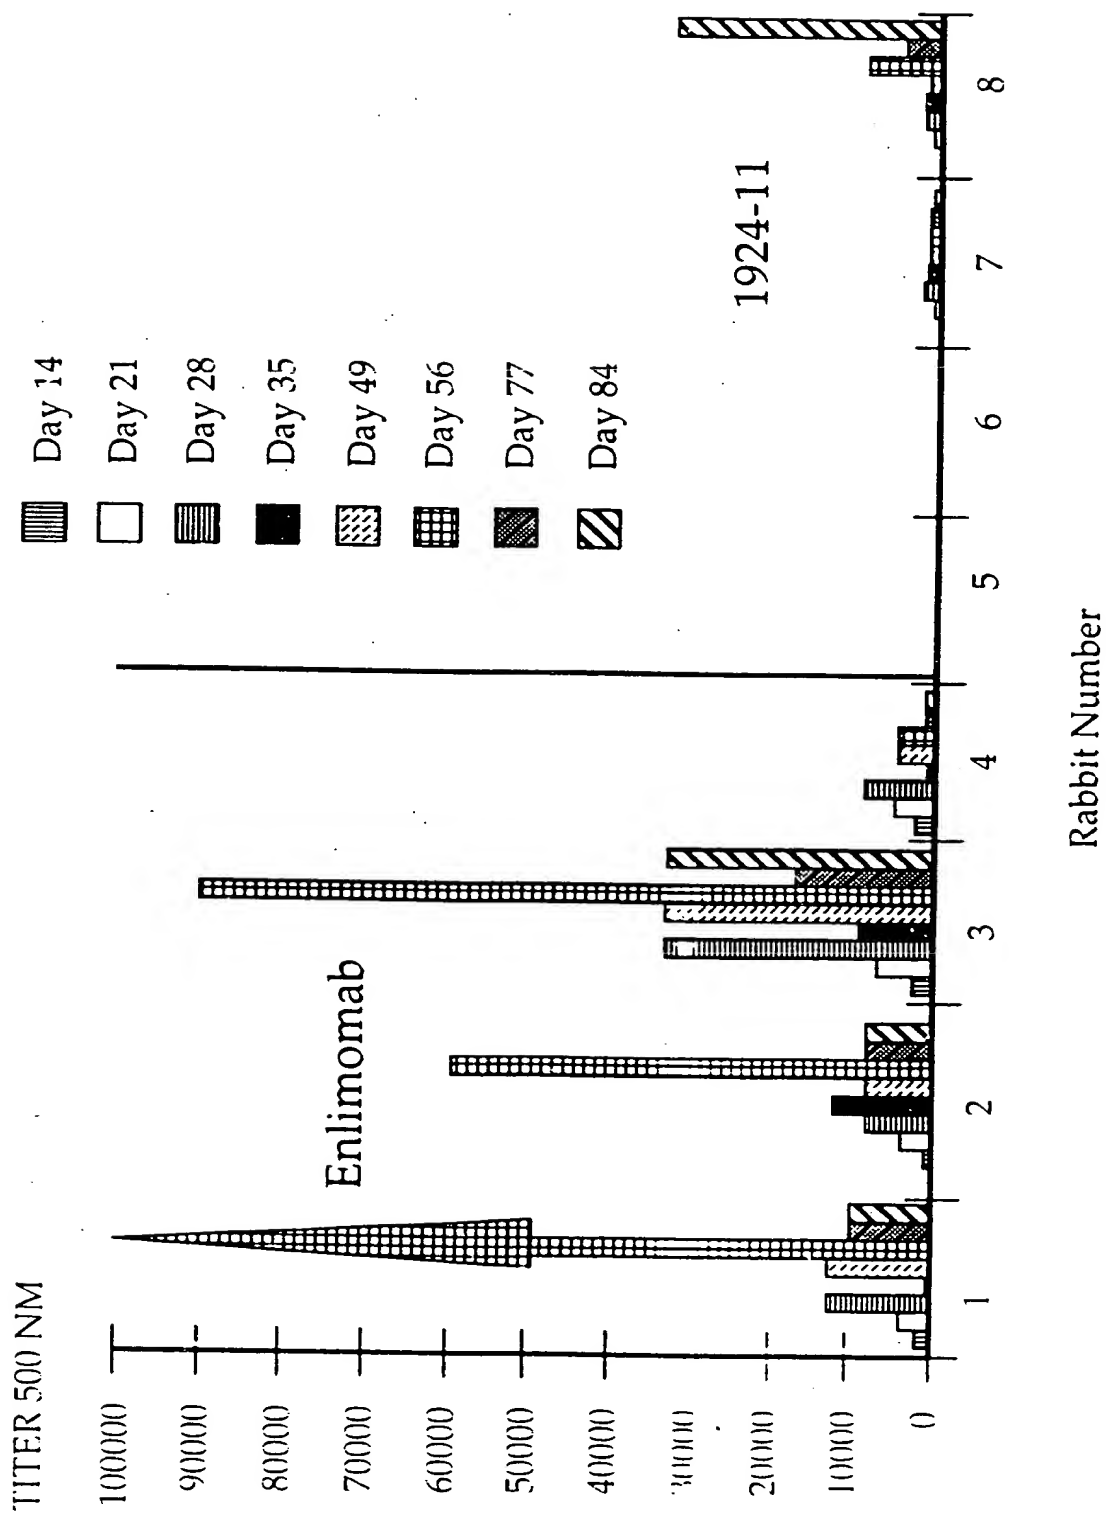 TITER 500 NM
100000
90000
80000
70000
60000
50000
40000
30000
20000
10000
0
Enlimomab
Day 14
Day 21
Day 28
Day 35
Day 49
Day 56
Day 77
Day 84
1924-11
1 2 3 4 5 6 7 8
Rabbit Number